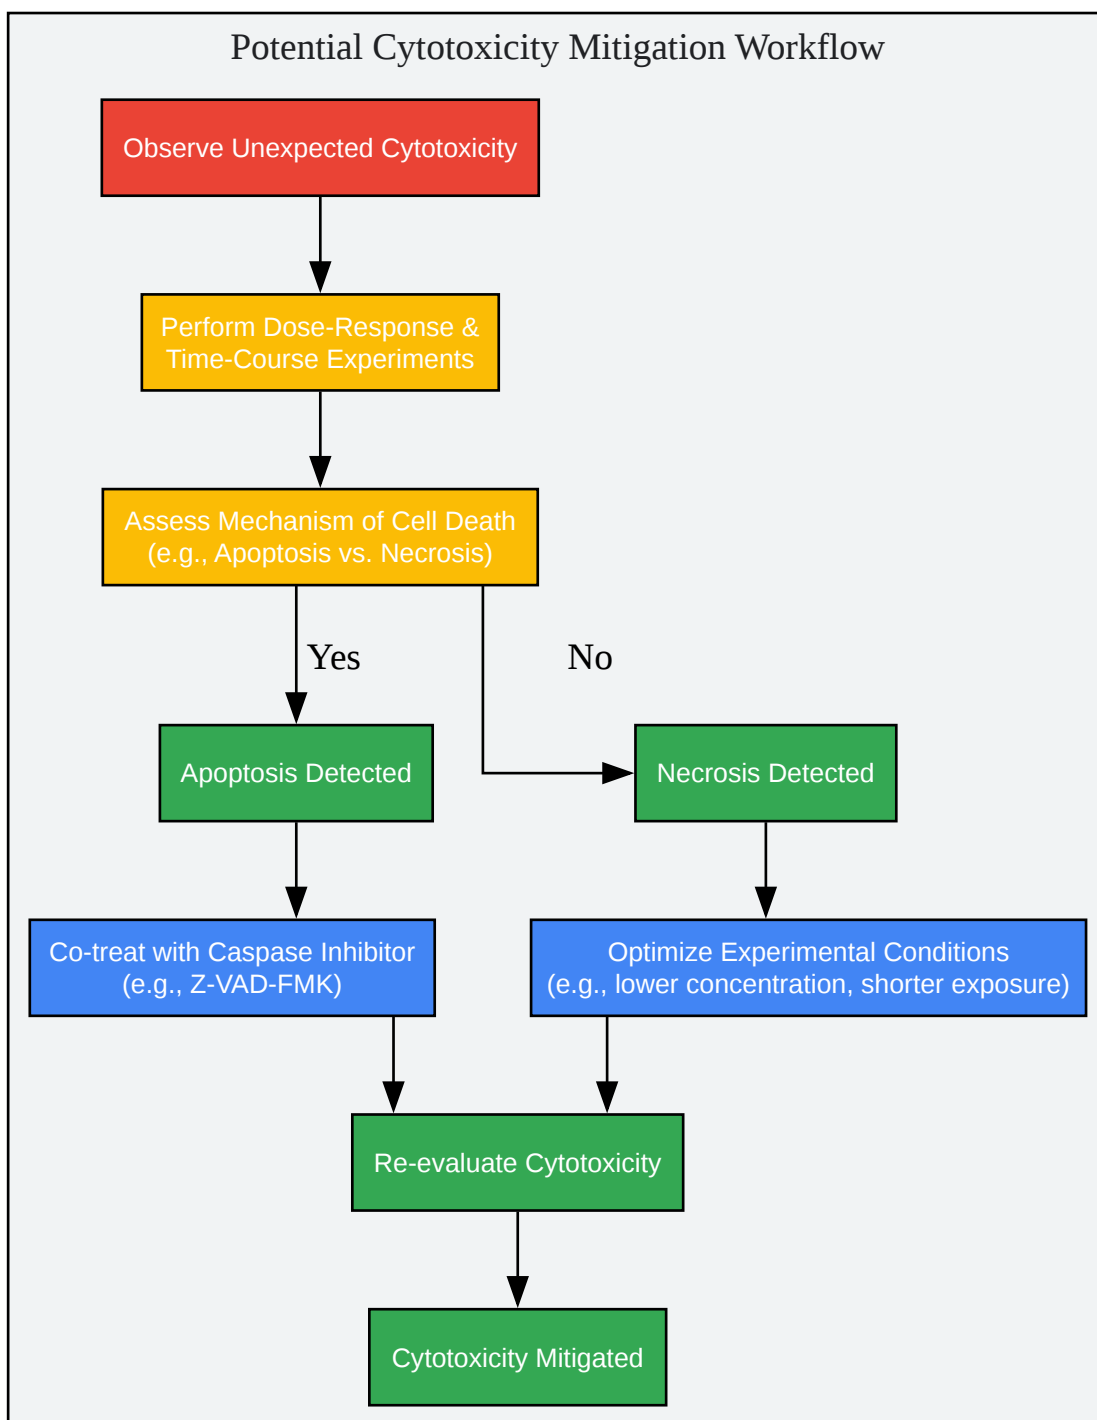 Potential Cytotoxicity Mitigation Workflow
Observe Unexpected Cytotoxicity
Perform Dose-Response &
Time-Course Experiments
Assess Mechanism of Cell Death
(e.g., Apoptosis vs. Necrosis)
Yes
No
Apoptosis Detected
Necrosis Detected
Co-treat with Caspase Inhibitor
(e.g., Z-VAD-FMK)
Optimize Experimental Conditions
(e.g., lower concentration, shorter exposure)
Re-evaluate Cytotoxicity
Cytotoxicity Mitigated